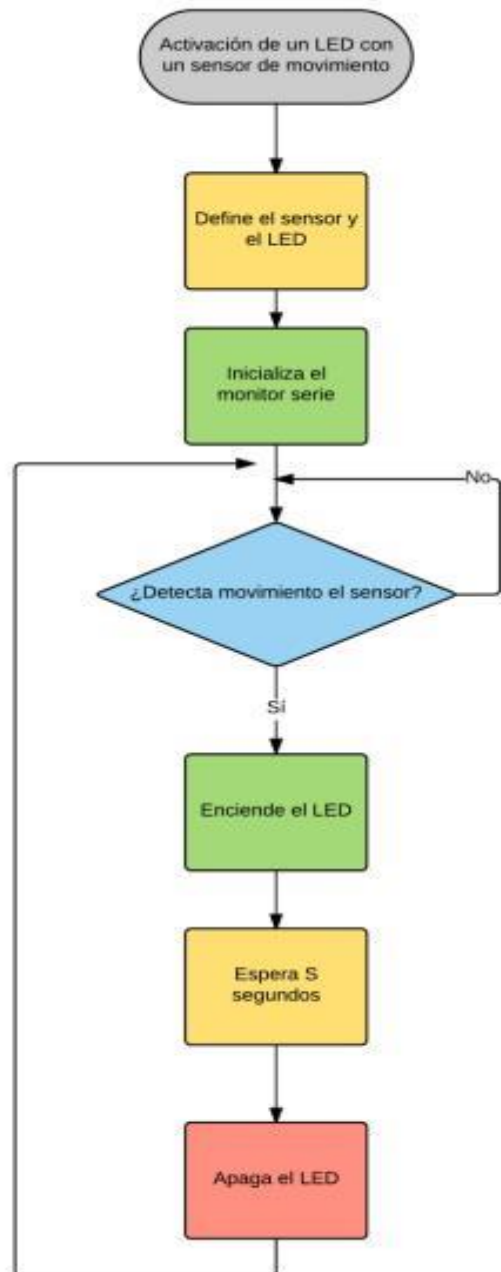 Activación de un LED con
un sensor de movimiento
Define el sensor y
el LED
Inicializa el
monitor serie
No
¿Detecta movimiento el sensor?
Sí
Enciende el LED
Espera S
segundos
Apaga el LED